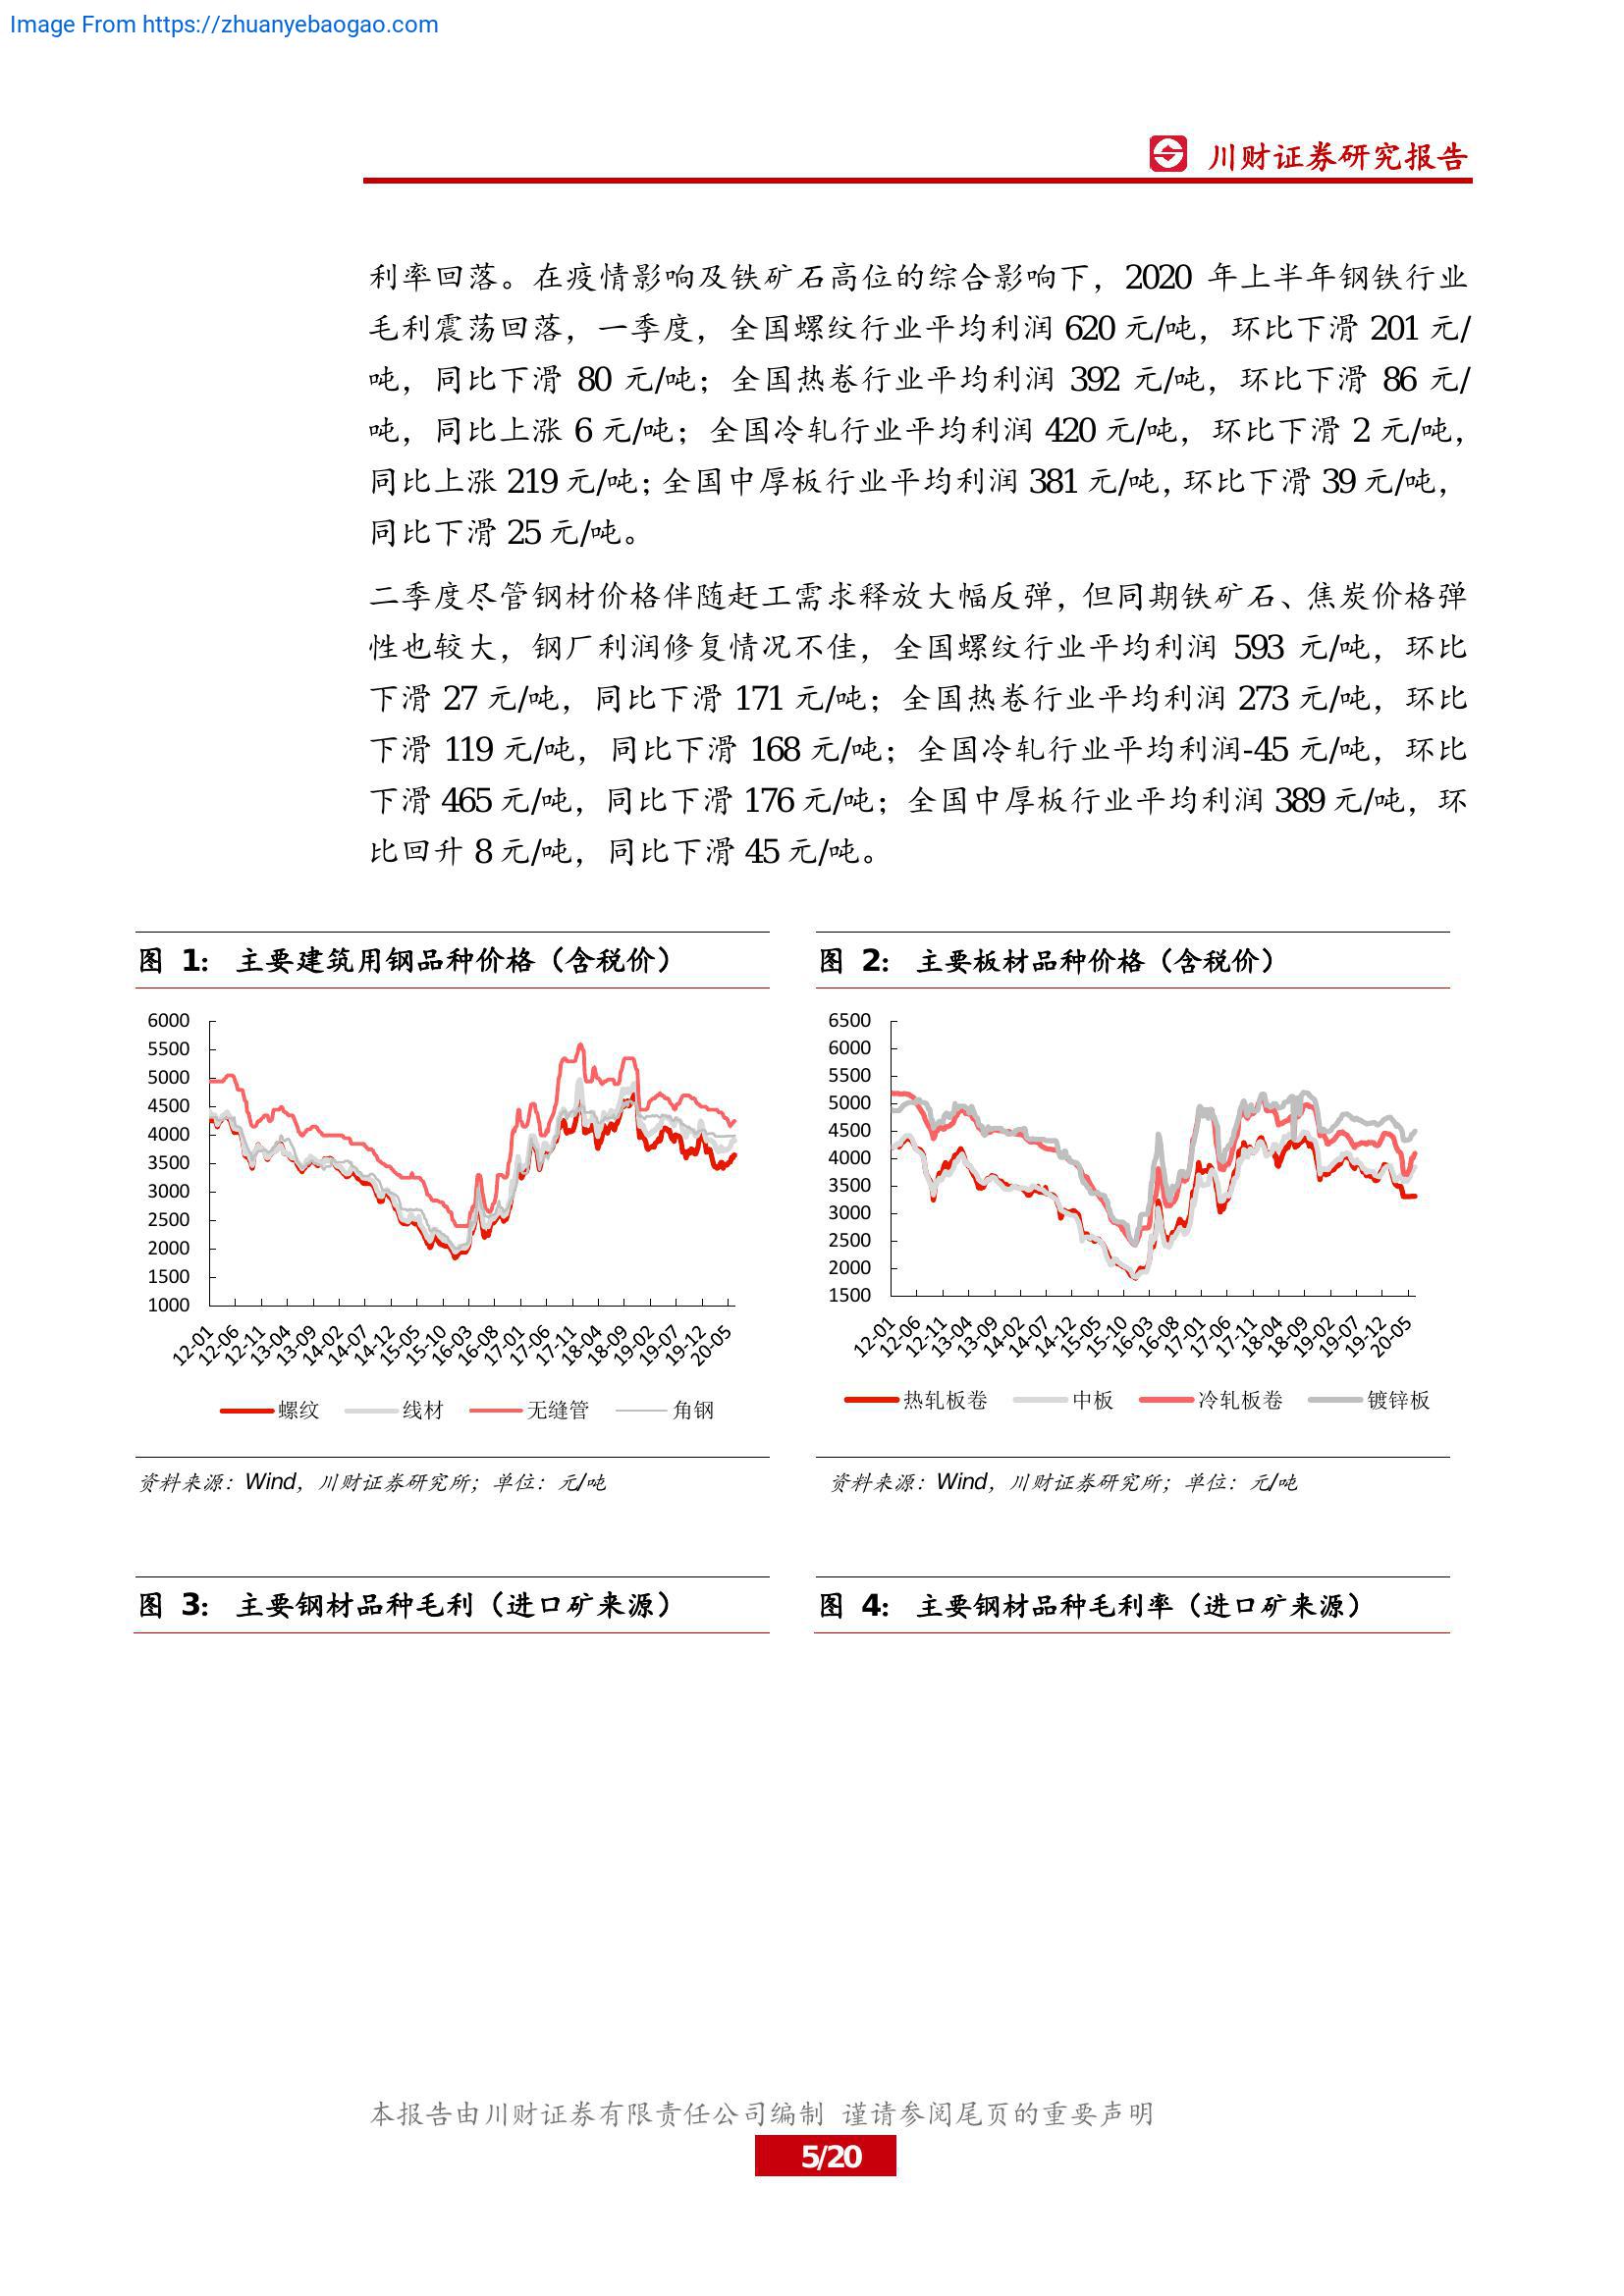 Image From https://zhuanyebaogao.com
川财证券研究报告
利率回落。在疫情影响及铁矿石高位的综合影响下，2020 年上半年钢铁行业
毛利震荡回落，一季度，全国螺纹行业平均利润 620 元/吨，环比下滑 201 元/
吨，同比下滑 80 元/吨；全国热卷行业平均利润 392 元/吨，环比下滑 86 元/
吨，同比上涨 6 元/吨；全国冷轧行业平均利润 420 元/吨，环比下滑 2 元/吨，
同比上涨 219 元/吨；全国中厚板行业平均利润 381 元/吨，环比下滑 39 元/吨，
同比下滑 25 元/吨。
二季度尽管钢材价格伴随赶工需求释放大幅反弹，但同期铁矿石、焦炭价格弹
性也较大，钢厂利润修复情况不佳，全国螺纹行业平均利润 593 元/吨，环比
下滑 27 元/吨，同比下滑 171 元/吨；全国热卷行业平均利润 273 元/吨，环比
下滑 119 元/吨，同比下滑 168 元/吨；全国冷轧行业平均利润-45 元/吨，环比
下滑 465 元/吨，同比下滑 176 元/吨；全国中厚板行业平均利润 389 元/吨，环
比回升 8 元/吨，同比下滑 45 元/吨。
图 1： 主要建筑用钢品种价格（含税价）
6000
5500
5000
4500
4000
3500
3000
2500
2000
1500
1000
12-01 12-06 12-11 13-04 13-09 14-02 14-07 14-12 15-05 15-10 16-03 16-08 17-01 17-06 17-11 18-04 18-09 19-02 19-07 19-12 20-05
螺纹 线材 无缝管 角钢
资料来源：Wind，川财证券研究所；单位：元/吨
图 2： 主要板材品种价格（含税价）
6500
6000
5500
5000
4500
4000
3500
3000
2500
2000
1500
12-01 12-06 12-11 13-04 13-09 14-02 14-07 14-12 15-05 15-10 16-03 16-08 17-01 17-06 17-11 18-04 18-09 19-02 19-07 19-12 20-05
热轧板卷 中板 冷轧板卷 镀锌板
资料来源：Wind，川财证券研究所；单位：元/吨
图 3： 主要钢材品种毛利（进口矿来源）
图 4： 主要钢材品种毛利率（进口矿来源）
本报告由川财证券有限责任公司编制 谨请参阅尾页的重要声明
5/20